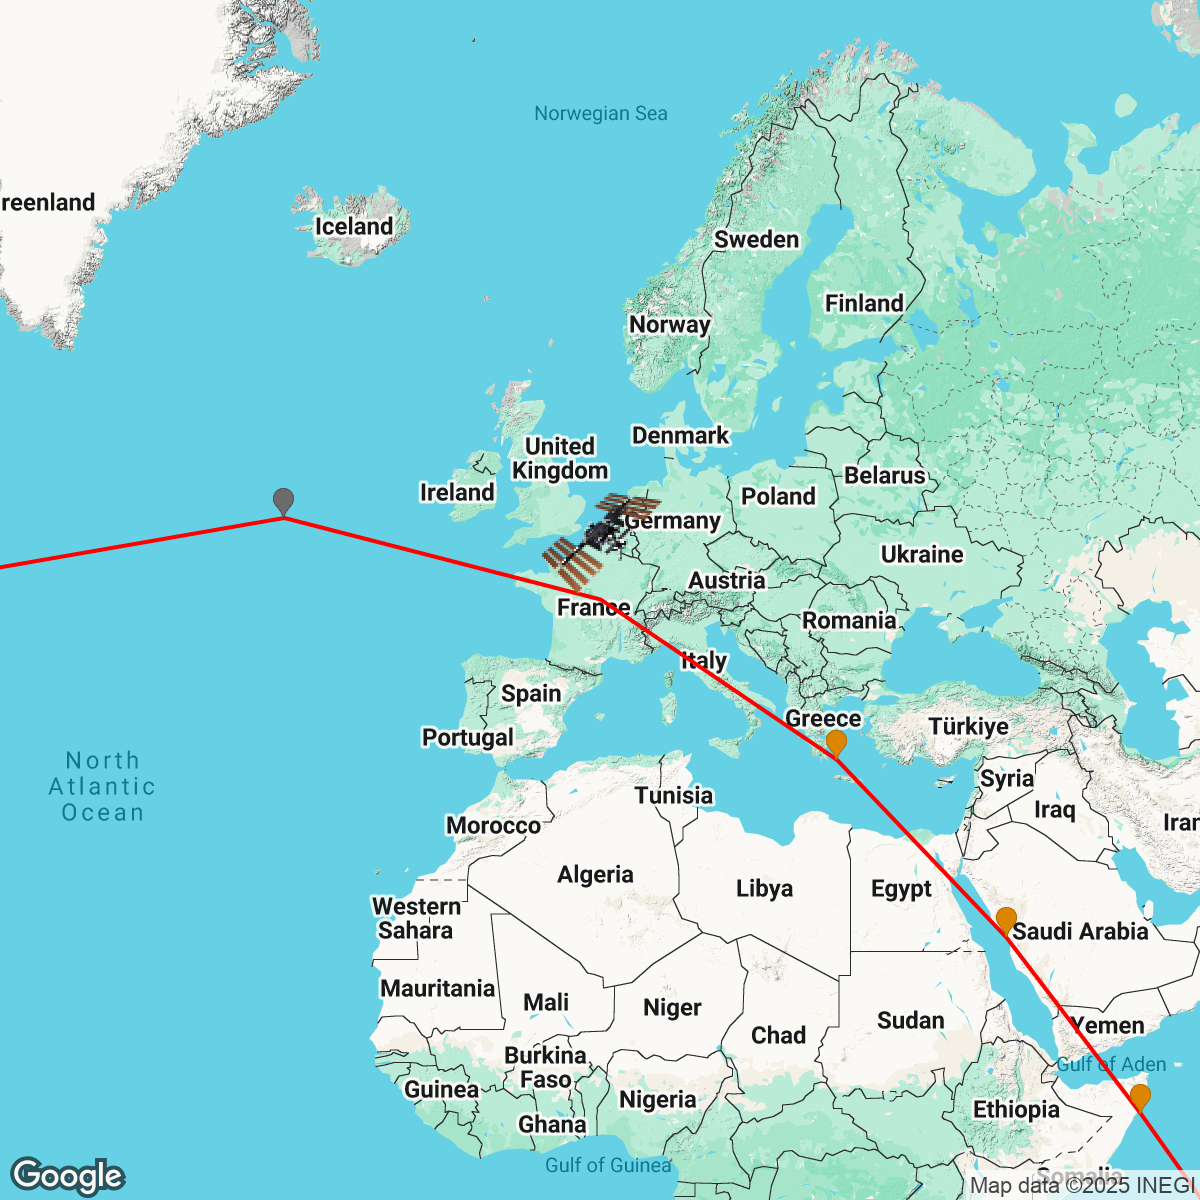 Norwegian Sea
reenland
Iceland
Sweden
Finland
Norway
Denmark
United
Kingdom
Ireland
Belarus
Poland
Germany
Ukraine
Austria
Romania
France
Italy
Spain
Greece
Türkiye
Portugal
North
Atlantic
Ocean
Syria
Tunisia
Iraq
Iran
Morocco
Algeria
Libya
Egypt
Western
Sahara
Saudi Arabia
Mauritania
Mali
Niger
Sudan
Yemen
Chad
Burkina
Faso
Gulf of Aden
Guinea
Nigeria
Ethiopia
Ghana
Gulf of Guinea
Somalia
Google
Map data ©2025 INEGI